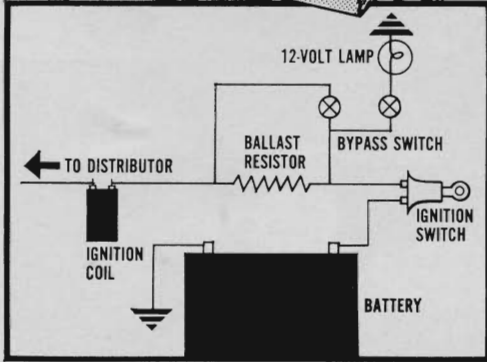 12-VOLT LAMP
BALLAST
RESISTOR
BYPASS SWITCH
TO DISTRIBUTOR
IGNITION
SWITCH
IGNITION
COIL
BATTERY